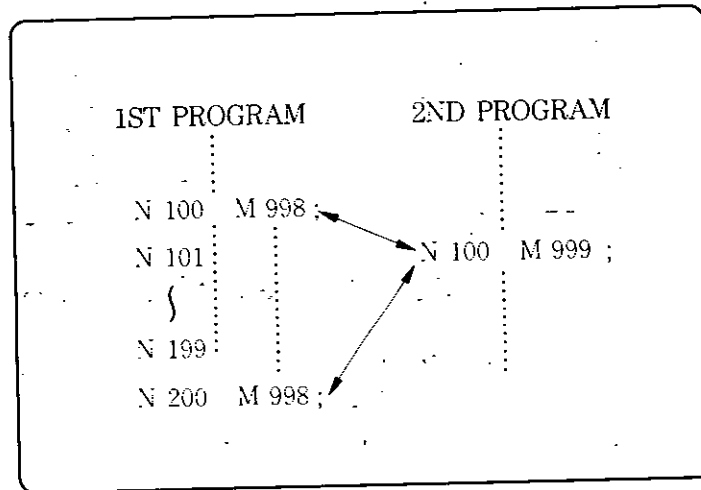 1ST PROGRAM
N 100 M 998 ;
N 101
N 199
N 200 M 998 ;
2ND PROGRAM
N 100 M 999 ;